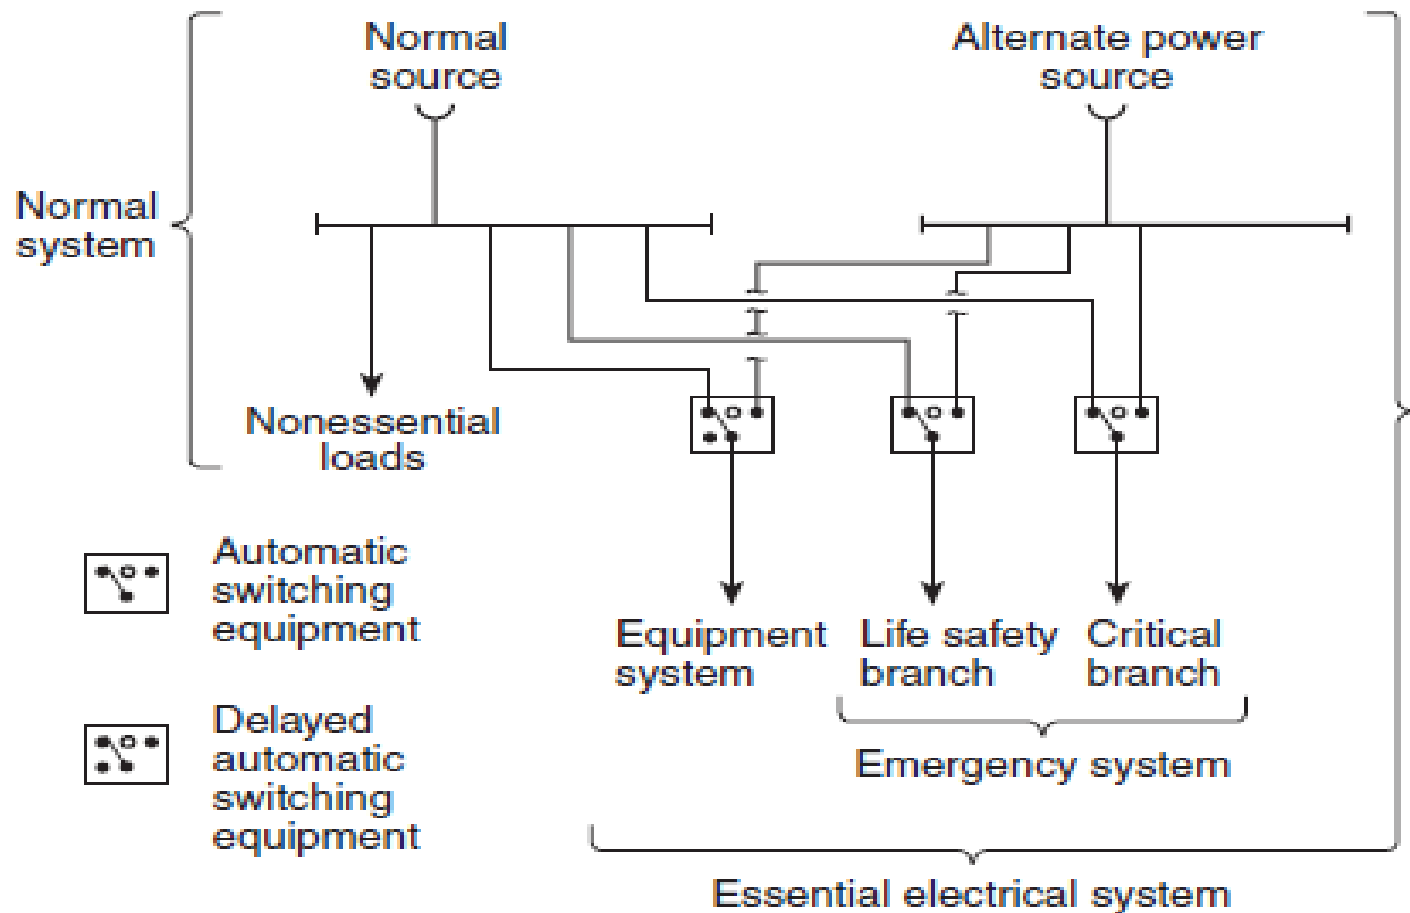 Normal
source
Alternate power
source
Normal
system
Nonessential
loads
Automatic
switching
equipment
Delayed
automatic
switching
equipment
Equipment
system
Life safety
branch
Critical
branch
Emergency system
Essential electrical system